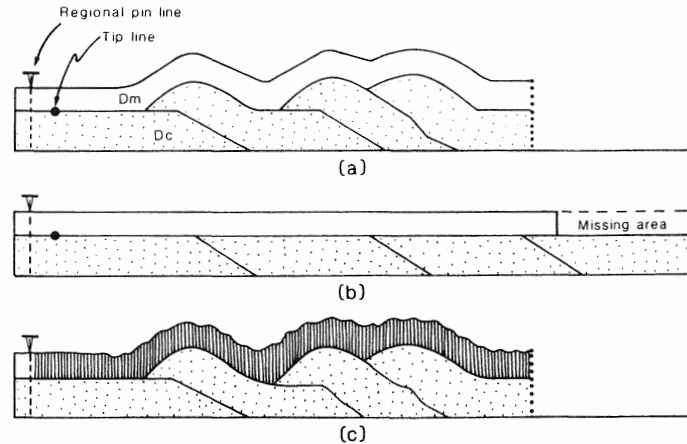 Regional pin line
Tip line
Dm
Dc
(a)
Missing area
(b)
(c)